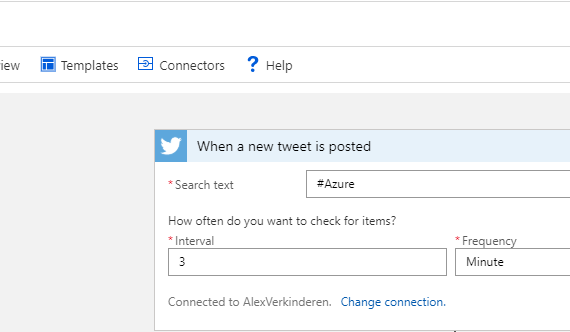 iew Templates Connectors ? Help
When a new tweet is posted
* Search text #Azure
How often do you want to check for items?
* Interval * Frequency
3 Minute
Connected to AlexVerkinderen. Change connection.